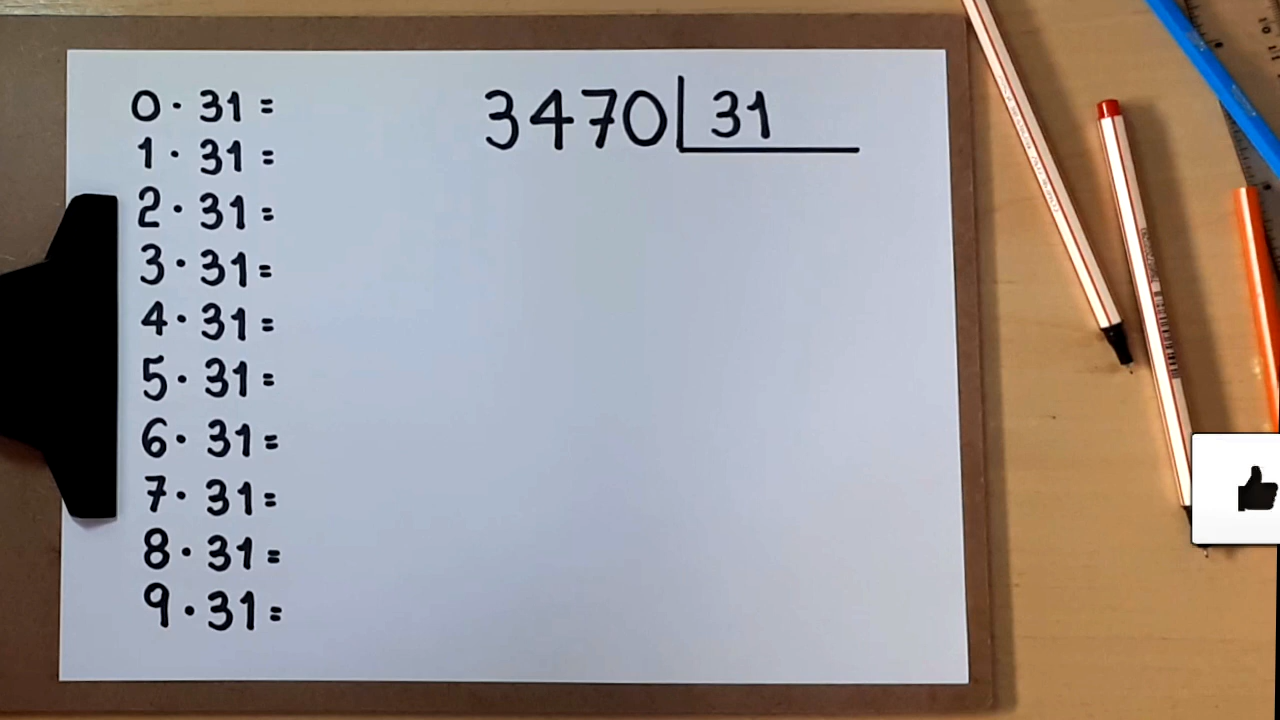 0 · 31 =
1 · 31 =
2 · 31 =
3 · 31 =
4 · 31 =
5 · 31 =
6 · 31 =
7 · 31 =
8 · 31 =
9 · 31 =
3470 31